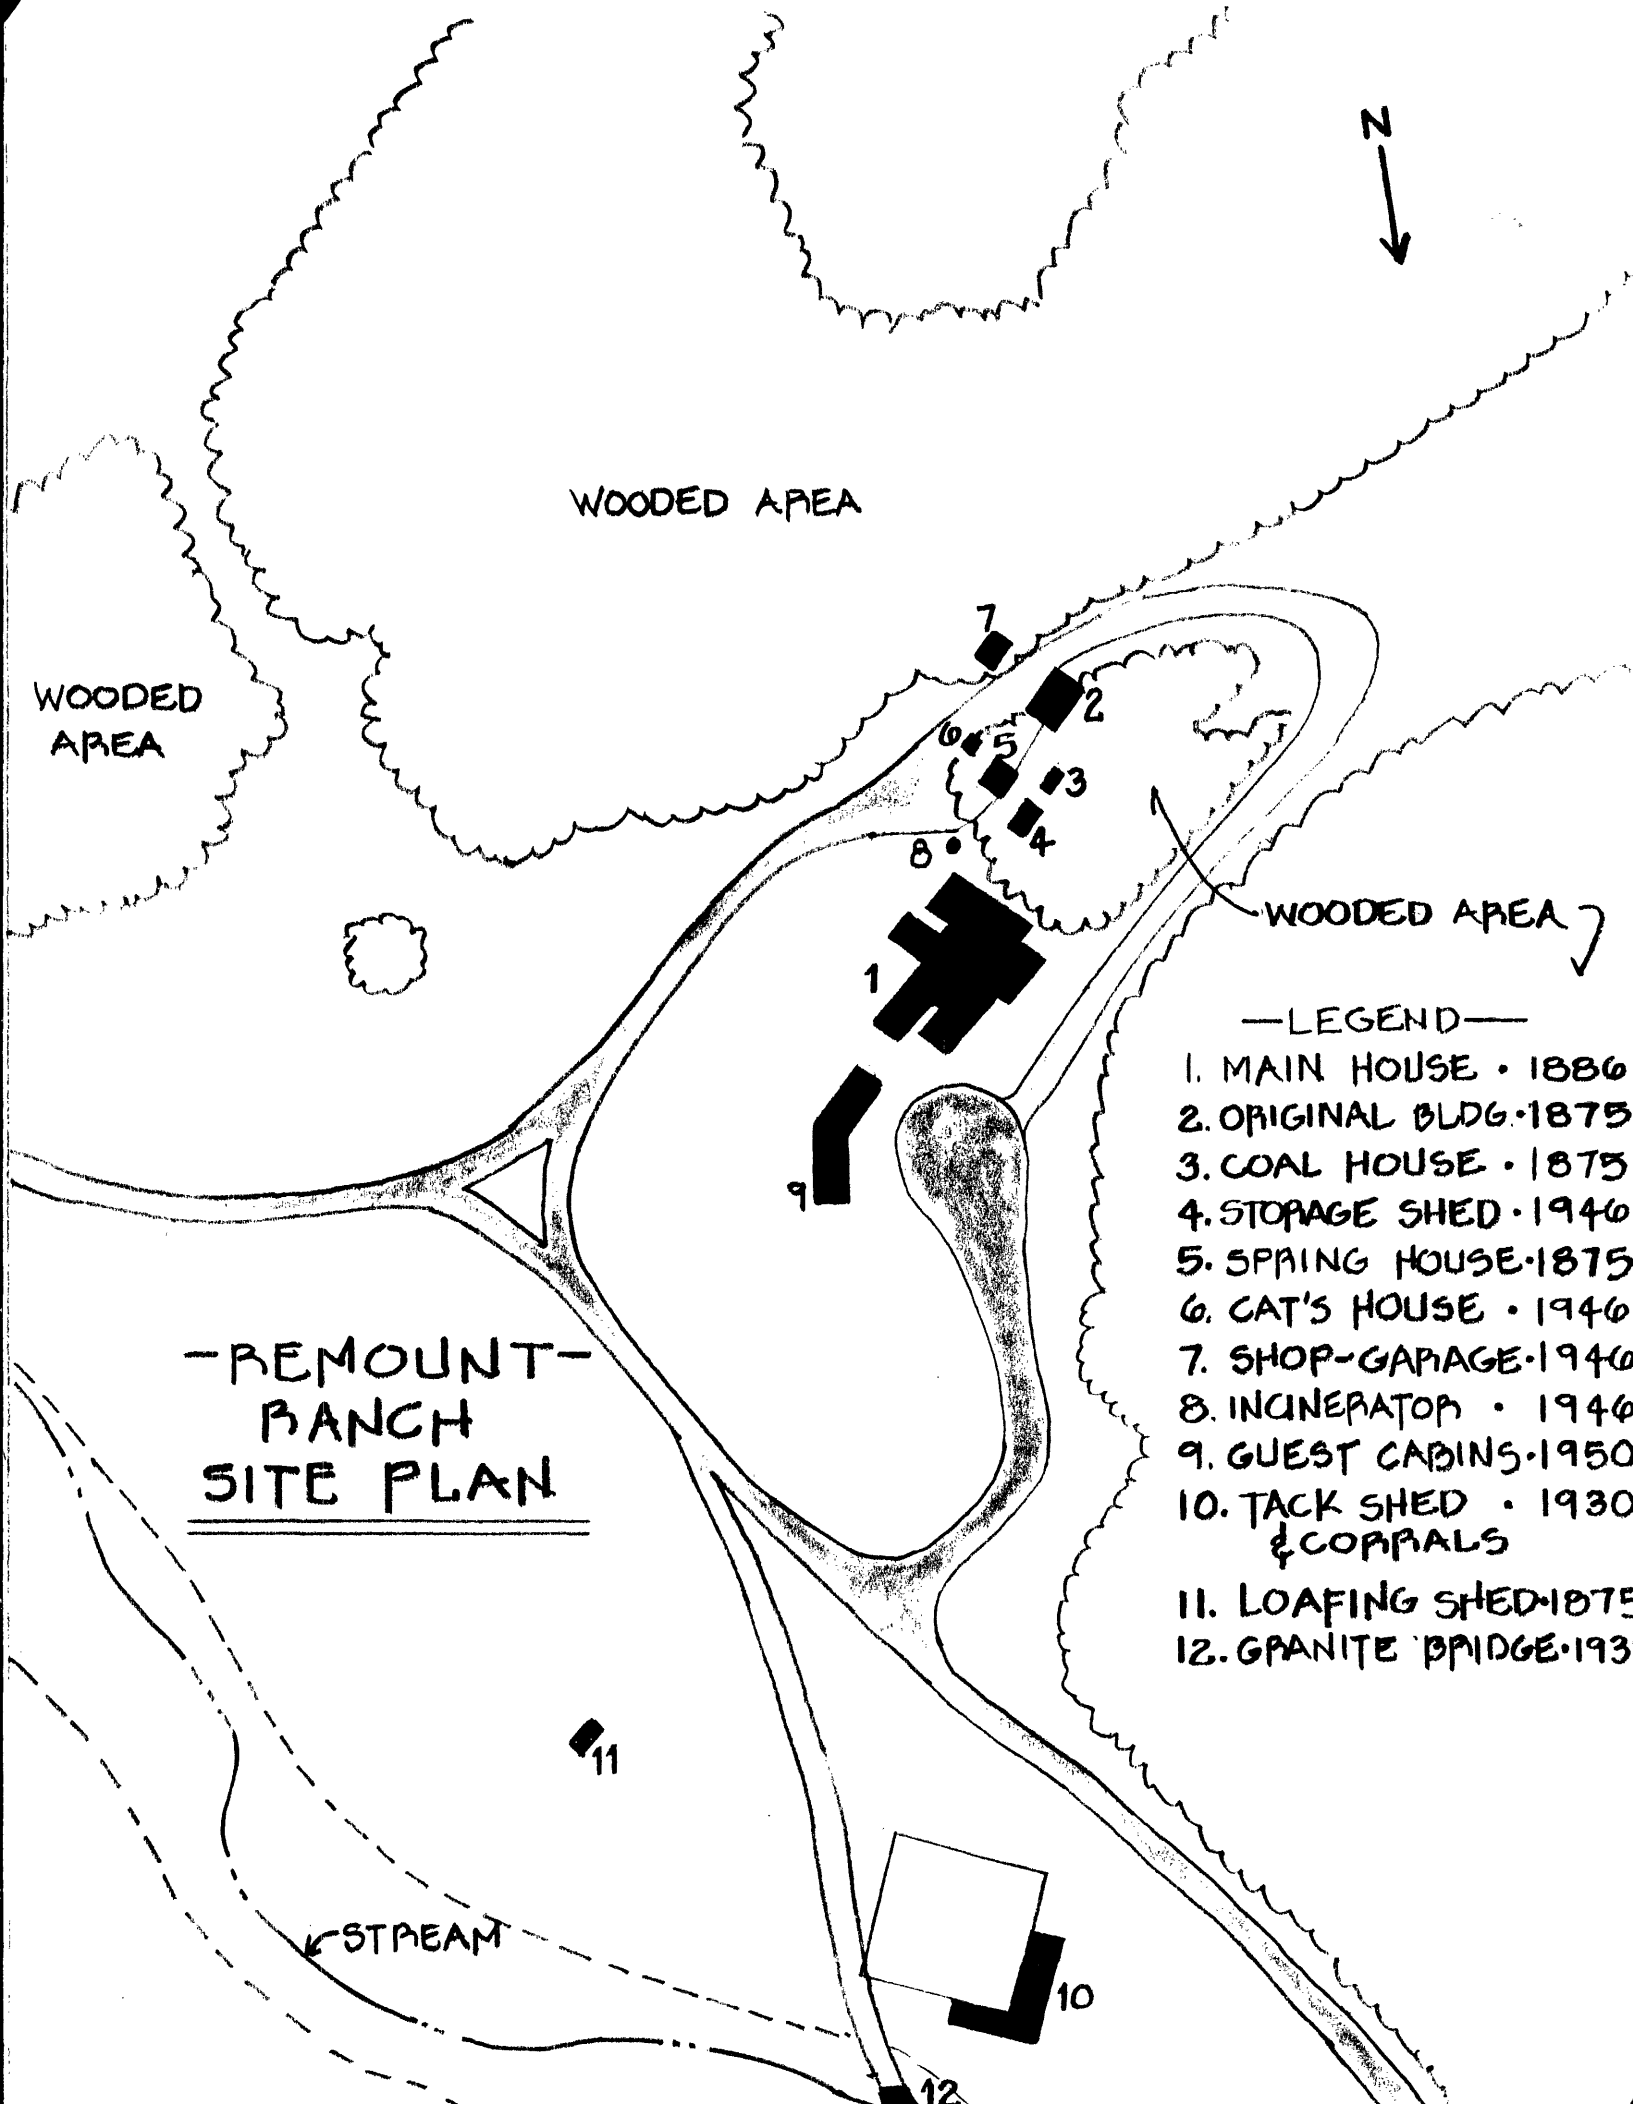 N
WOODED AREA
WOODED
AREA
7
2
6
5
3
4
8
WOODED AREA
1
9
—LEGEND—
1. MAIN HOUSE • 1886
2. ORIGINAL BLDG.•1875
3. COAL HOUSE • 1875
4. STORAGE SHED • 1946
5. SPRING HOUSE•1875
6. CAT'S HOUSE • 1946
7. SHOP-GARAGE•1946
8. INCINERATOR • 1946
9. GUEST CABINS•1950
10. TACK SHED • 1930
& CORRALS
11. LOAFING SHED•1875
12. GRANITE BRIDGE•193
-REMOUNT-
RANCH
SITE PLAN
11
STREAM
10
12